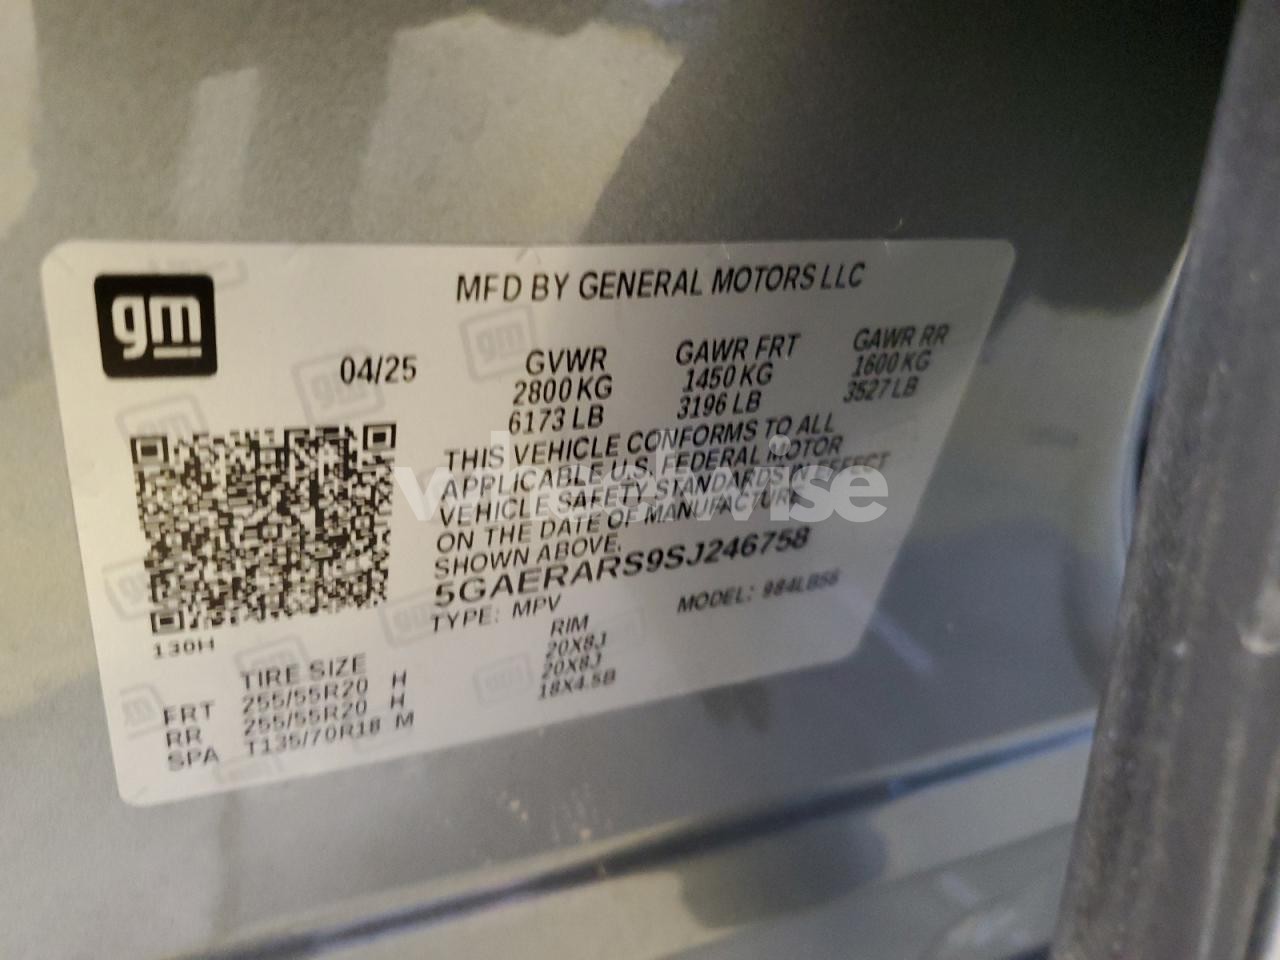 gm
MFD BY GENERAL MOTORS LLC
04/25
GVWR GAWR FRT GAWR RR
2800 KG 1450 KG 1600 KG
6173 LB 3196 LB 3527 LB
THIS VEHICLE CONFORMS TO ALL
APPLICABLE U.S. FEDERAL MOTOR
VEHICLE SAFETY STANDARDS IN EFFECT
ON THE DATE OF MANUFACTURE
SHOWN ABOVE.
5GAERARS9SJ246758
TYPE: MPV MODEL: 984LB56
130H
TIRE SIZE RIM
FRT 255/55R20 H 20X8J
RR 255/55R20 H 20X8J
SPA T135/70R18 M 18X4.5B